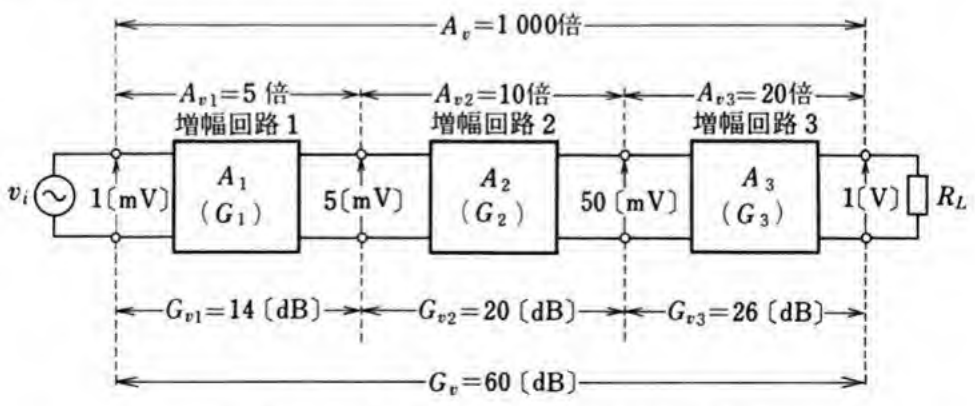 A_v=1 000倍
A_v1=5 倍 A_v2=10倍 A_v3=20倍
増幅回路 1 増幅回路 2 増幅回路 3
v_i 1〔mV〕 A_1 5〔mV〕 A_2 50〔mV〕 A_3 1〔V〕 R_L
(G_1) (G_2) (G_3)
G_v1=14〔dB〕 G_v2=20〔dB〕 G_v3=26〔dB〕
G_v=60〔dB〕